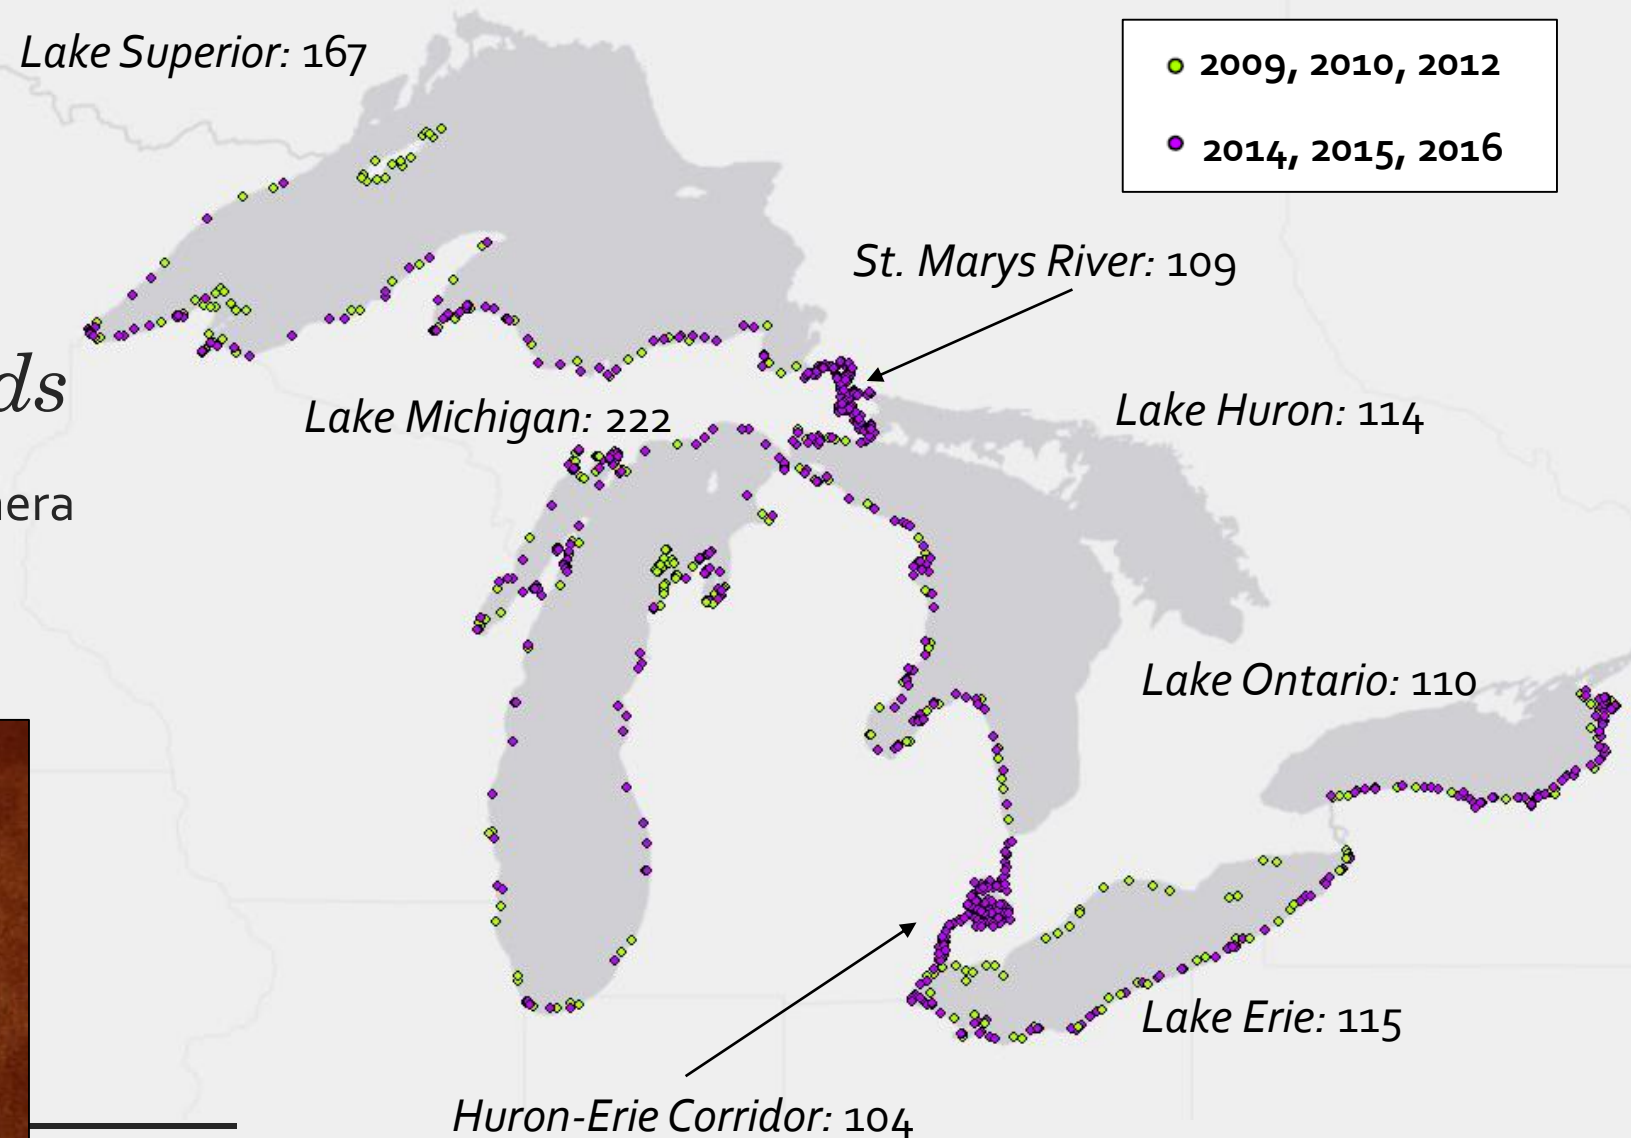 Lake Superior: 167
2009, 2010, 2012
2014, 2015, 2016
St. Marys River: 109
Lake Michigan: 222
Lake Huron: 114
Lake Ontario: 110
Lake Erie: 115
Huron-Erie Corridor: 104